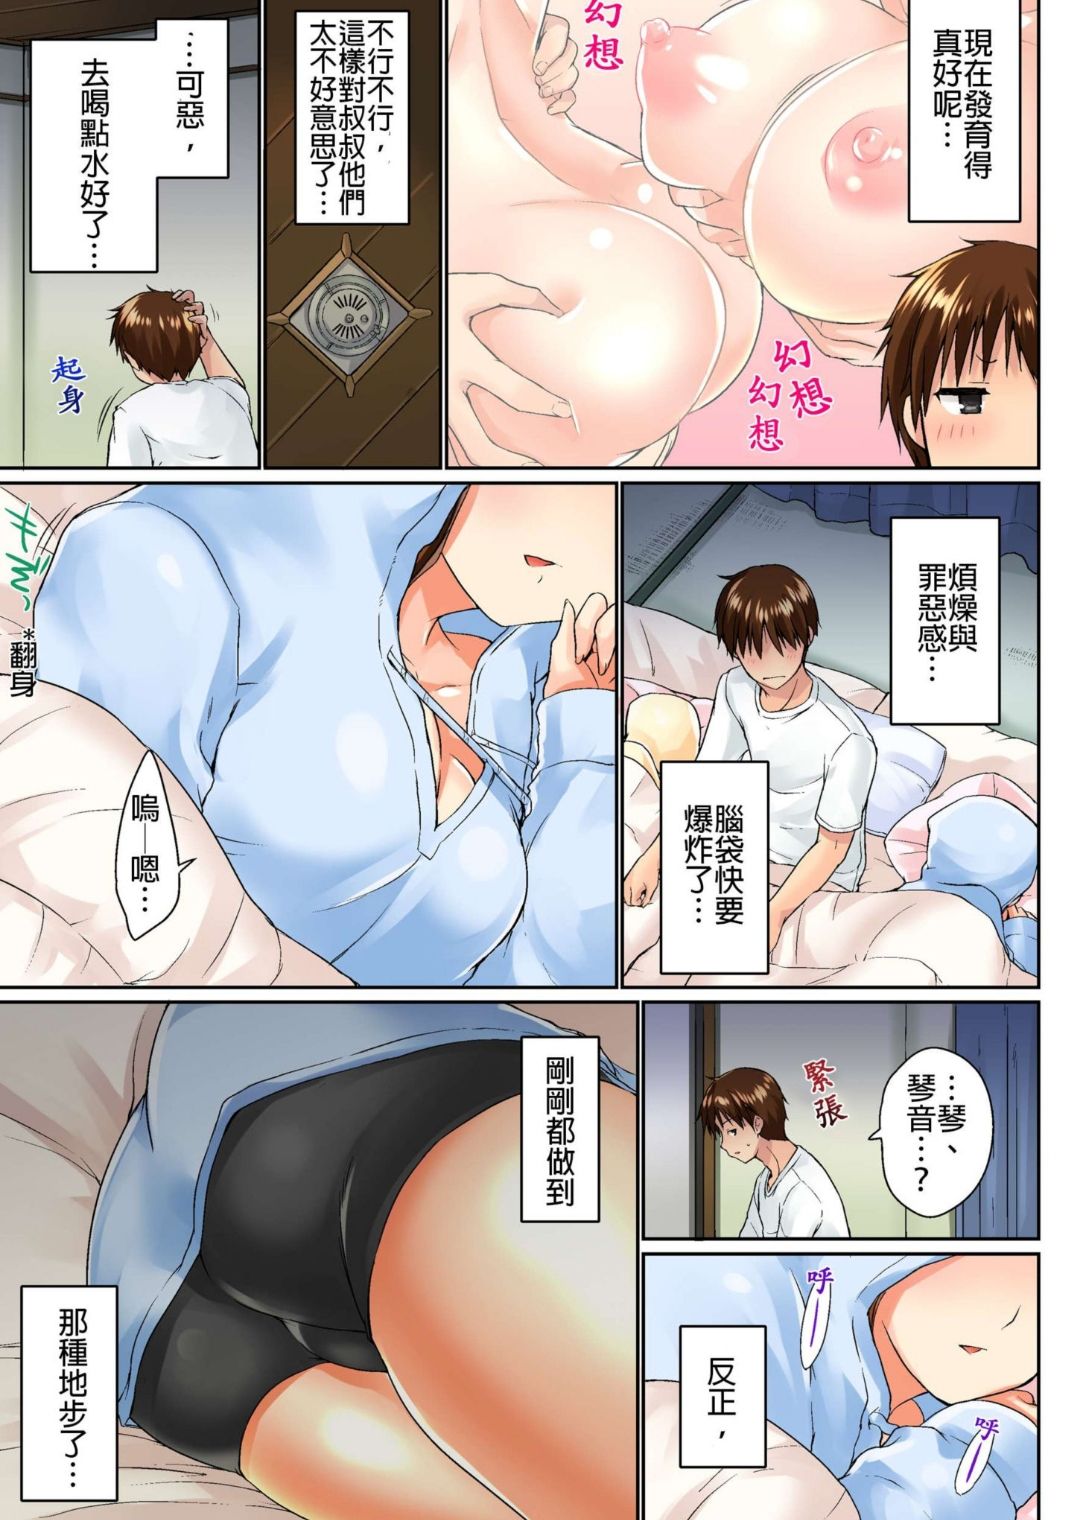 現在發育得
真好呢…
幻想
幻想
幻想
不行不行，
這樣對叔叔他們
太不好意思了…
…可惡，
去喝點水好了…
起身
煩燥與
罪惡感…
腦袋快要
爆炸了…
*翻身
嗚—嗯…
…琴、
琴音…?
緊張
呼
呼
反正，
剛剛都做到
那種地步了…